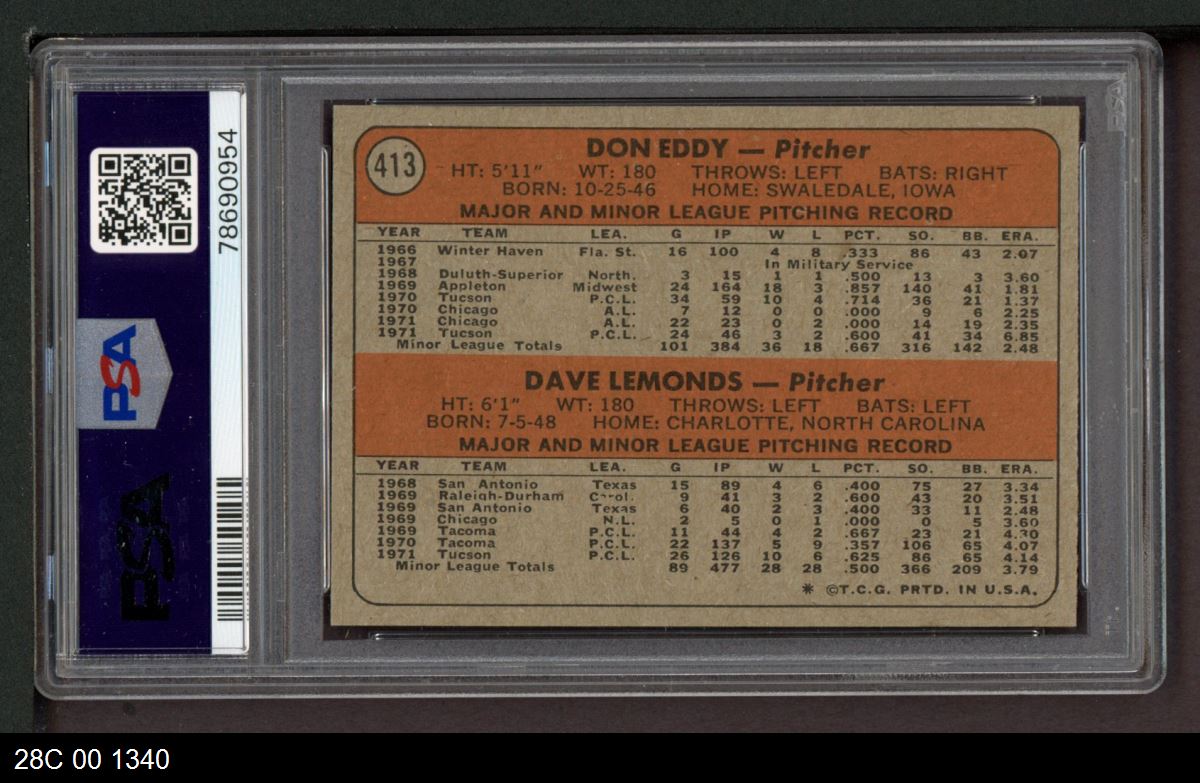 PSA
78690954
PSA
PSA
413
DON EDDY — Pitcher
HT: 5'11" WT: 180 THROWS: LEFT BATS: RIGHT
BORN: 10-25-46 HOME: SWALEDALE, IOWA
MAJOR AND MINOR LEAGUE PITCHING RECORD
YEAR TEAM LEA. G IP W L PCT. SO. BB. ERA.
1966 Winter Haven Fla. St. 16 100 4 8 .333 86 43 2.07
1967 In Military Service
1968 Duluth-Superior North. 3 15 1 1 .500 13 3 3.60
1969 Appleton Midwest 24 164 18 3 .857 140 41 1.81
1970 Tucson P.C.L. 34 59 10 4 .714 36 21 1.37
1970 Chicago A.L. 7 12 0 0 .000 9 6 2.25
1971 Chicago A.L. 22 23 0 2 .000 14 19 2.35
1971 Tucson P.C.L. 24 46 3 2 .600 41 34 6.85
Minor League Totals 101 384 36 18 .667 316 142 2.48
DAVE LEMONDS — Pitcher
HT: 6'1" WT: 180 THROWS: LEFT BATS: LEFT
BORN: 7-5-48 HOME: CHARLOTTE, NORTH CAROLINA
MAJOR AND MINOR LEAGUE PITCHING RECORD
YEAR TEAM LEA. G IP W L PCT. SO. BB. ERA.
1968 San Antonio Texas 15 89 4 6 .400 75 27 3.34
1969 Raleigh-Durham Carol. 9 41 3 2 .600 43 20 3.51
1969 San Antonio Texas 6 40 2 3 .400 33 11 2.48
1969 Chicago N.L. 2 5 0 1 .000 0 5 3.60
1969 Tacoma P.C.L. 11 44 4 2 .667 23 21 4.30
1970 Tacoma P.C.L. 22 137 5 9 .357 106 65 4.07
1971 Tucson P.C.L. 26 126 10 6 .625 86 65 4.14
Minor League Totals 89 477 28 28 .500 366 209 3.79
* ©T.C.G. PRTD. IN U.S.A.
28C 00 1340